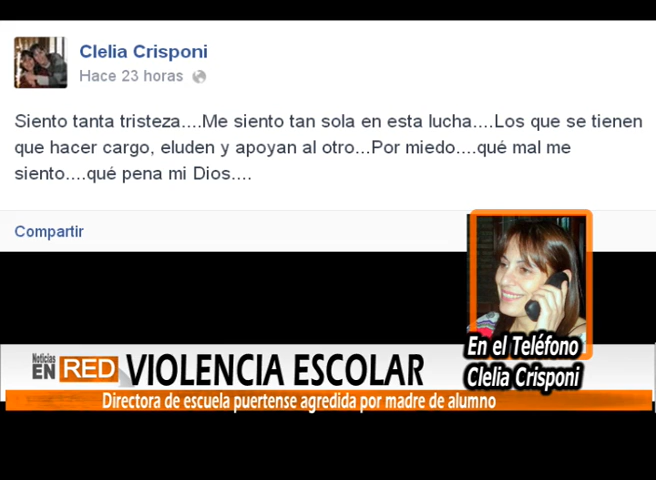 Clelia Crisponi
Hace 23 horas
Siento tanta tristeza....Me siento tan sola en esta lucha....Los que se tienen
que hacer cargo, eluden y apoyan al otro...Por miedo....qué mal me
siento....qué pena mi Dios....
Compartir
En el Teléfono
Clelia Crisponi
Noticias
EN RED
VIOLENCIA ESCOLAR
Directora de escuela puertense agredida por madre de alumno